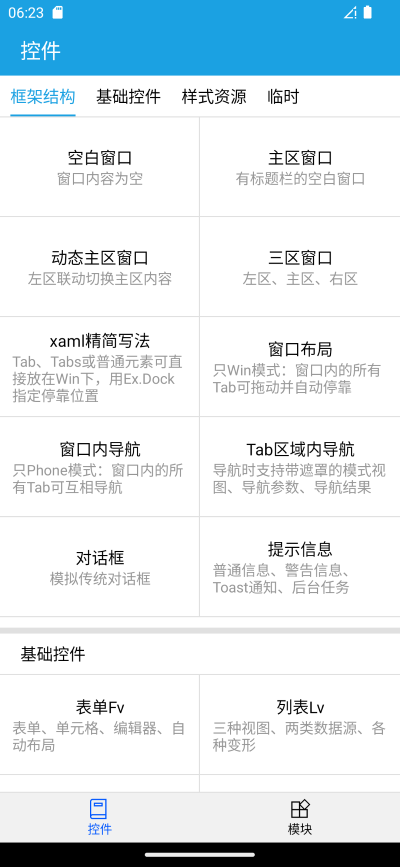 06:23
控件
框架结构 基础控件 样式资源 临时
空白窗口
窗口内容为空
主区窗口
有标题栏的空白窗口
动态主区窗口
左区联动切换主区内容
三区窗口
左区、主区、右区
xaml精简写法
Tab、Tabs或普通元素可直
接放在Win下，用Ex.Dock
指定停靠位置
窗口布局
只Win模式：窗口内的所有
Tab可拖动并自动停靠
窗口内导航
只Phone模式：窗口内的所
有Tab可互相导航
Tab区域内导航
导航时支持带遮罩的模式视
图、导航参数、导航结果
对话框
模拟传统对话框
提示信息
普通信息、警告信息、
Toast通知、后台任务
基础控件
表单Fv
表单、单元格、编辑器、自
动布局
列表Lv
三种视图、两类数据源、各
种变形
控件
模块